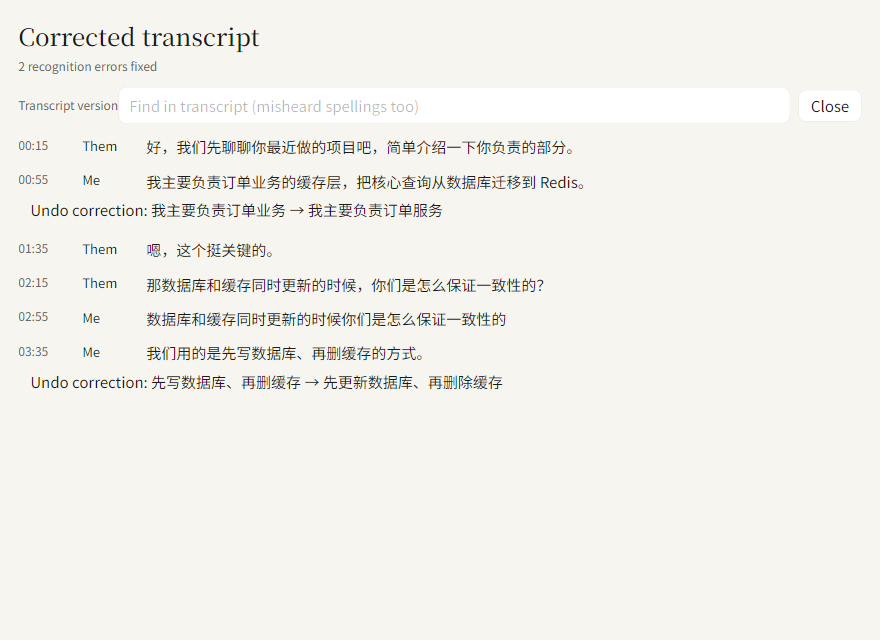 Corrected transcript
2 recognition errors fixed
Transcript version Find in transcript (misheard spellings too) Close
00:15 Them 好，我们先聊聊你最近做的项目吧，简单介绍一下你负责的部分。
00:55 Me 我主要负责订单业务的缓存层，把核心查询从数据库迁移到 Redis。
Undo correction: 我主要负责订单业务 → 我主要负责订单服务
01:35 Them 嗯，这个挺关键的。
02:15 Them 那数据库和缓存同时更新的时候，你们是怎么保证一致性的？
02:55 Me 数据库和缓存同时更新的时候你们是怎么保证一致性的
03:35 Me 我们用的是先写数据库、再删缓存的方式。
Undo correction: 先写数据库、再删缓存 → 先更新数据库、再删除缓存